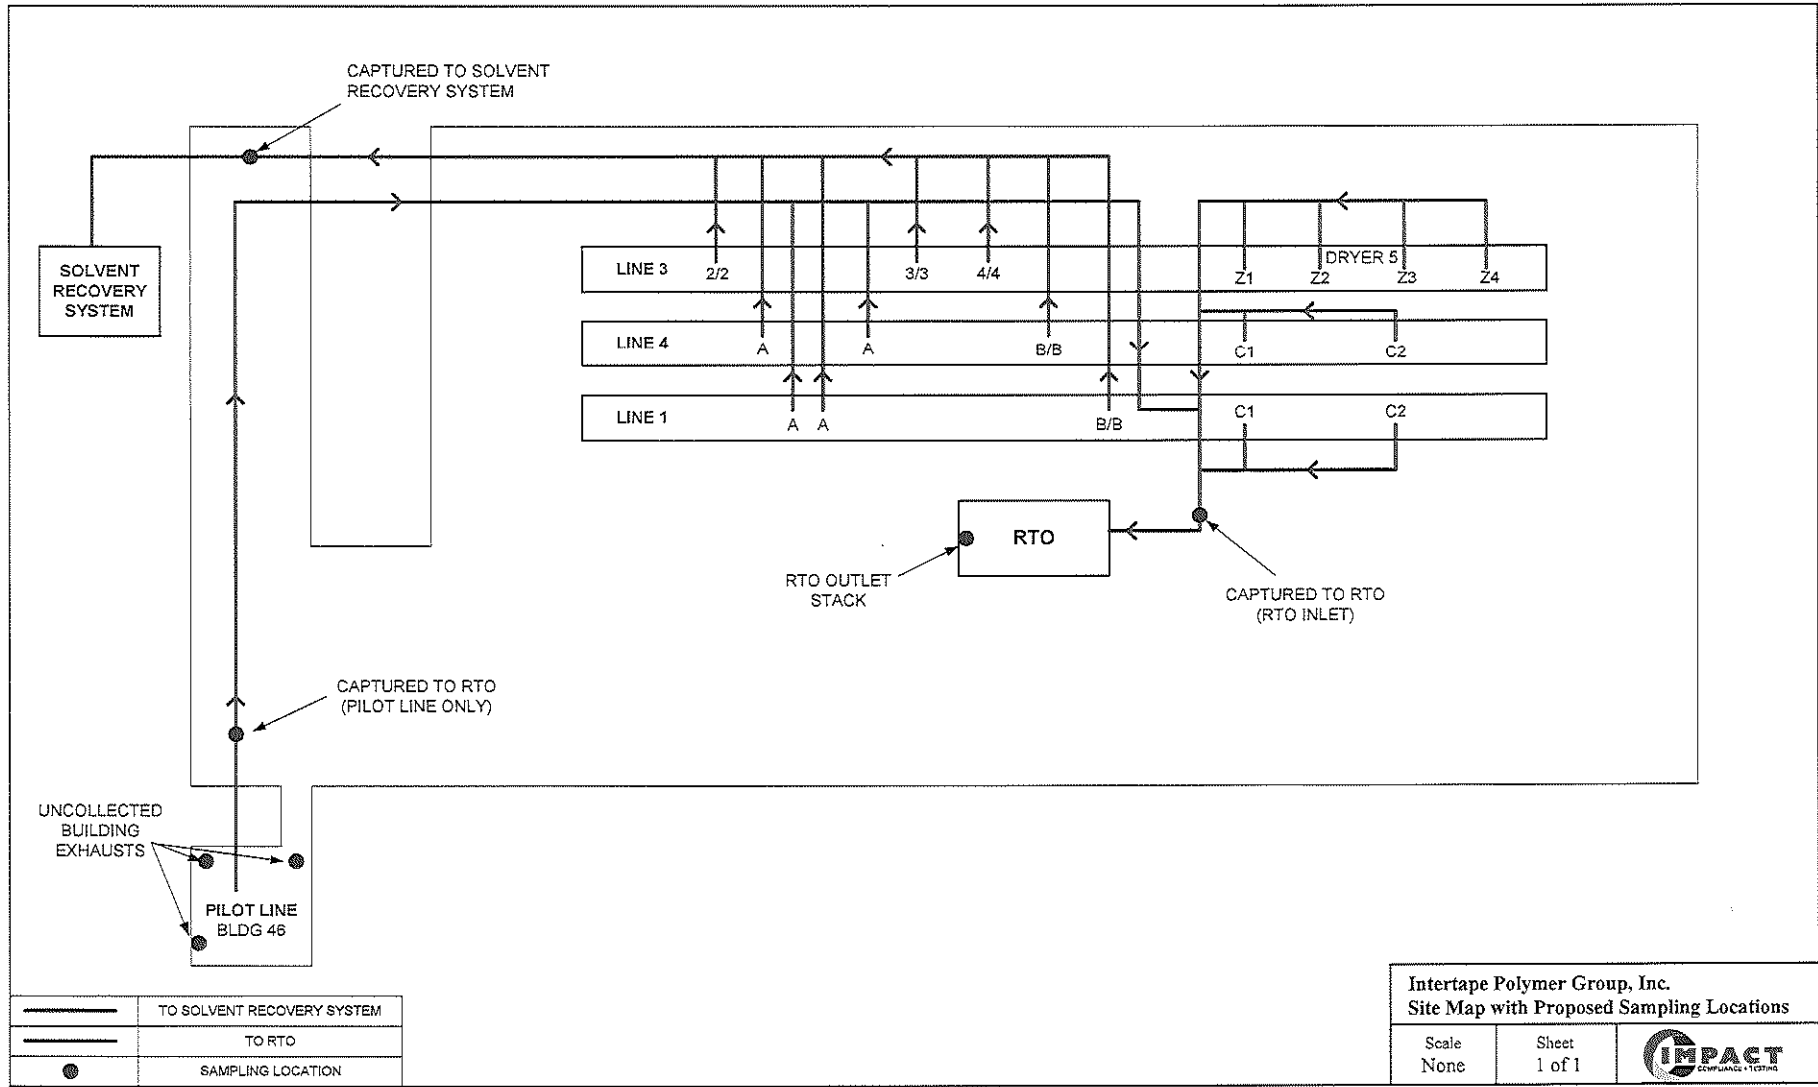 CAPTURED TO SOLVENT
RECOVERY SYSTEM
SOLVENT
RECOVERY
SYSTEM
LINE 3
2/2
3/3
4/4
DRYER 5
Z1
Z2
Z3
Z4
LINE 4
A
A
B/B
C1
C2
LINE 1
A
A
B/B
C1
C2
RTO
RTO OUTLET
STACK
CAPTURED TO RTO
(RTO INLET)
CAPTURED TO RTO
(PILOT LINE ONLY)
UNCOLLECTED
BUILDING
EXHAUSTS
PILOT LINE
BLDG 46
TO SOLVENT RECOVERY SYSTEM
TO RTO
SAMPLING LOCATION
Intertape Polymer Group, Inc.
Site Map with Proposed Sampling Locations
Scale
None
Sheet
1 of 1
IMPACT
COMPLIANCE + TESTING